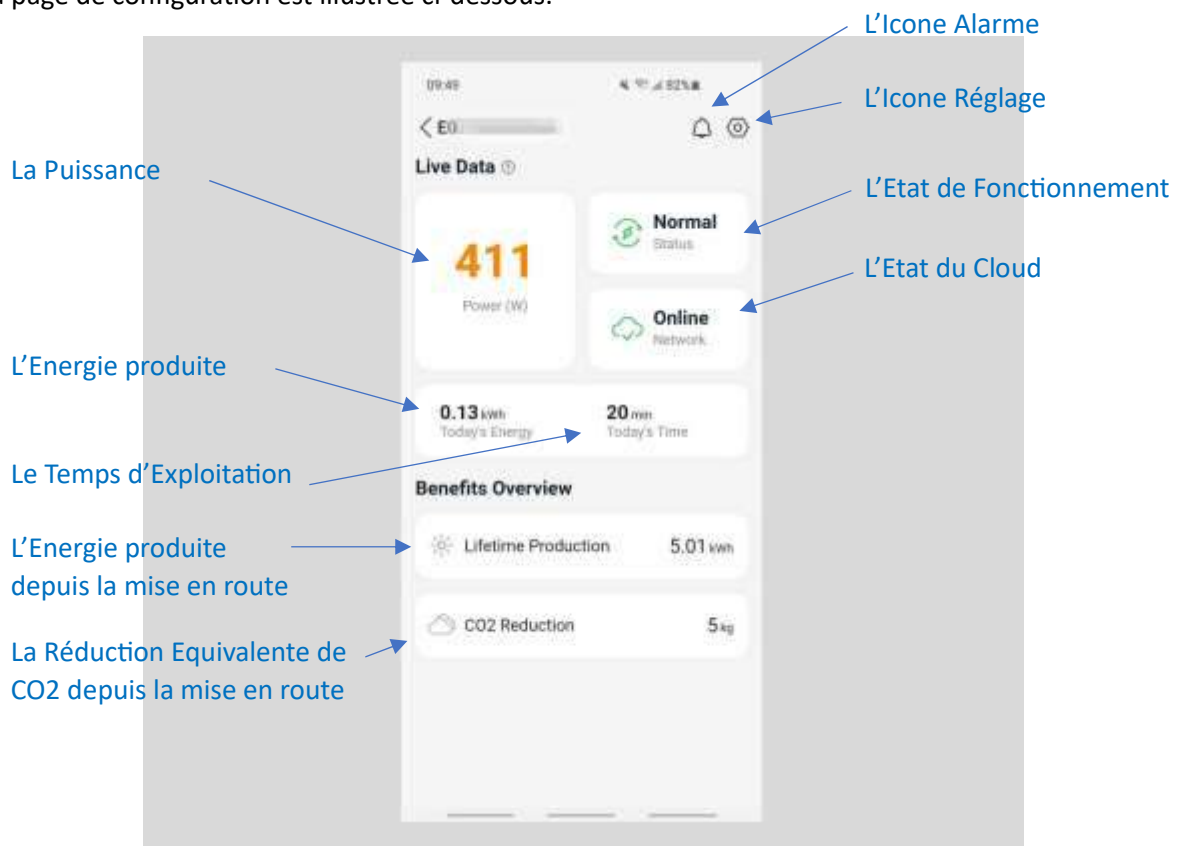 page de configuration est illustrée ci-dessous:
L'Icone Alarme
09:49
82%
L'Icone Réglage
< E0
La Puissance
Live Data
L'Etat de Fonctionnement
Normal
Status
411
Power (W)
L'Etat du Cloud
Online
Network
L'Energie produite
0.13 kWh
20 min
Today's Energy
Today's Time
Le Temps d'Exploitation
Benefits Overview
L'Energie produite
depuis la mise en route
Lifetime Production
5.01 kWh
CO2 Reduction
5 kg
La Réduction Equivalente de
CO2 depuis la mise en route